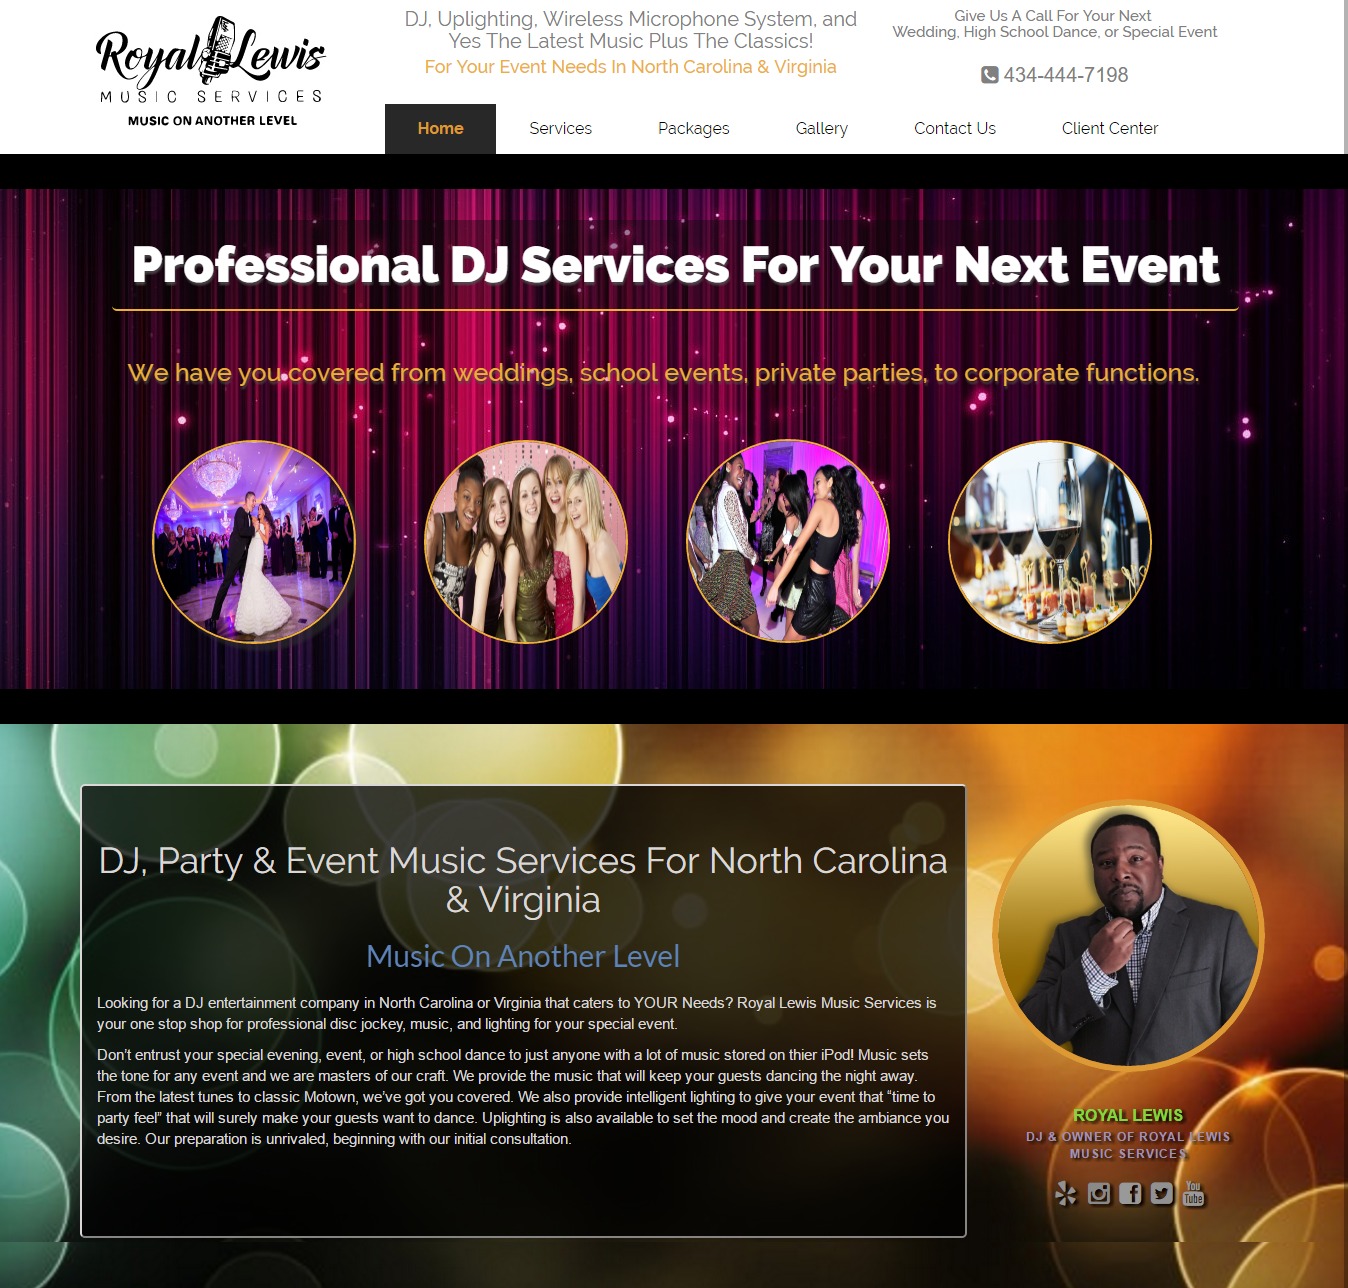 Royal Lewis
MUSIC SERVICES
MUSIC ON ANOTHER LEVEL
DJ, Uplighting, Wireless Microphone System, and
Yes The Latest Music Plus The Classics!
For Your Event Needs In North Carolina & Virginia
Give Us A Call For Your Next
Wedding, High School Dance, or Special Event
434-444-7198
Home Services Packages Gallery Contact Us Client Center
Professional DJ Services For Your Next Event
We have you covered from weddings, school events, private parties, to corporate functions.
DJ, Party & Event Music Services For North Carolina
& Virginia
Music On Another Level
Looking for a DJ entertainment company in North Carolina or Virginia that caters to YOUR Needs? Royal Lewis Music Services is
your one stop shop for professional disc jockey, music, and lighting for your special event.
Don’t entrust your special evening, event, or high school dance to just anyone with a lot of music stored on thier iPod! Music sets
the tone for any event and we are masters of our craft. We provide the music that will keep your guests dancing the night away.
From the latest tunes to classic Motown, we’ve got you covered. We also provide intelligent lighting to give your event that “time to
party feel” that will surely make your guests want to dance. Uplighting is also available to set the mood and create the ambiance you
desire. Our preparation is unrivaled, beginning with our initial consultation.
ROYAL LEWIS
DJ & OWNER OF ROYAL LEWIS
MUSIC SERVICES
You
Tube